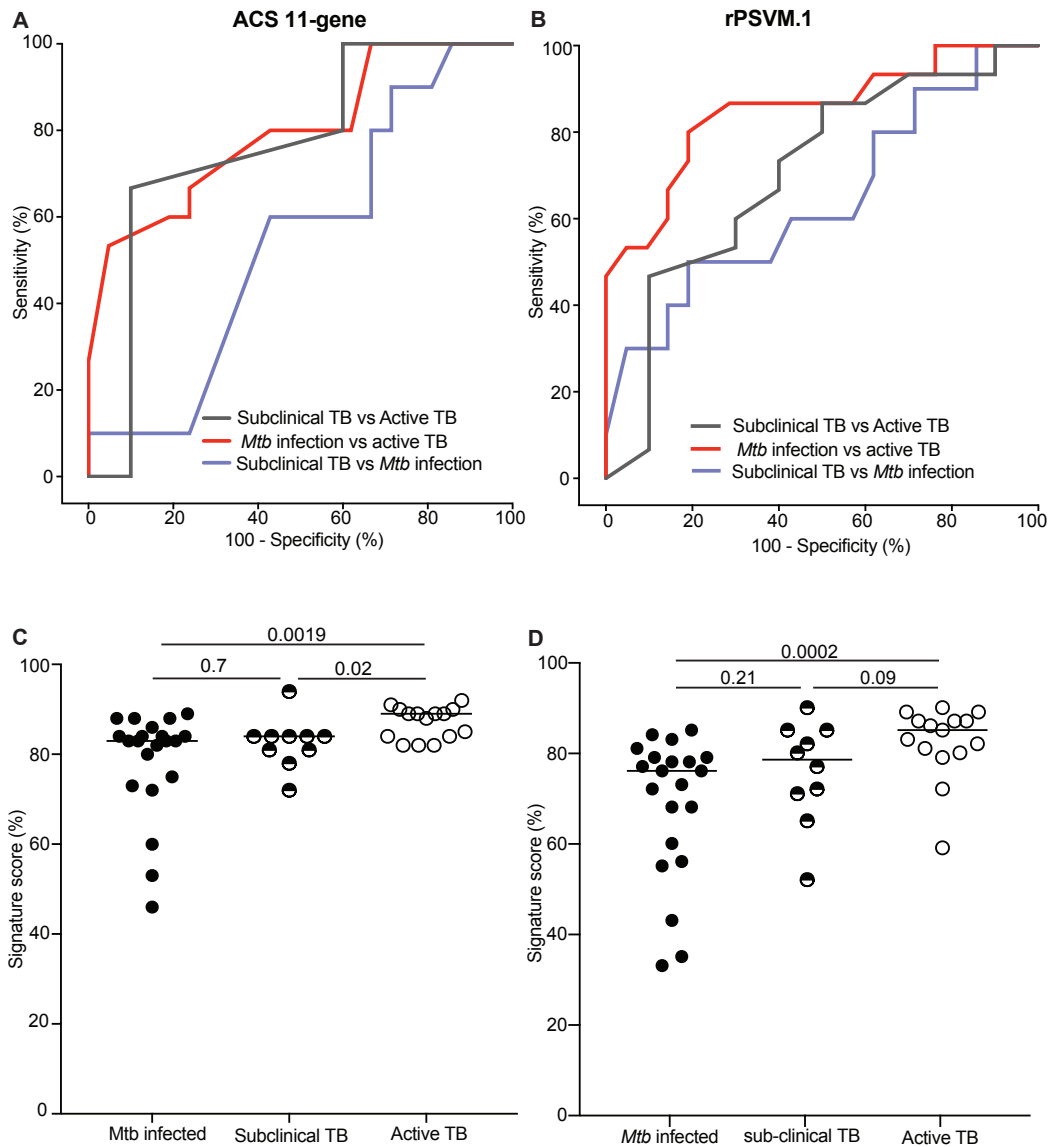 A
ACS 11-gene
100
80
60
40
20
0
Sensitivity (%)
Subclinical TB vs Active TB
Mtb infection vs active TB
Subclinical TB vs Mtb infection
0 20 40 60 80 100
100 - Specificity (%)
B
rPSVM.1
100
80
60
40
20
0
Sensitivity (%)
Subclinical TB vs Active TB
Mtb infection vs active TB
Subclinical TB vs Mtb infection
0 20 40 60 80 100
100 - Specificity (%)
C
0.0019
0.7 0.02
100
80
60
40
20
0
Signature score (%)
Mtb infected Subclinical TB Active TB
D
0.0002
0.21 0.09
100
80
60
40
20
0
Signature score (%)
Mtb infected sub-clinical TB Active TB